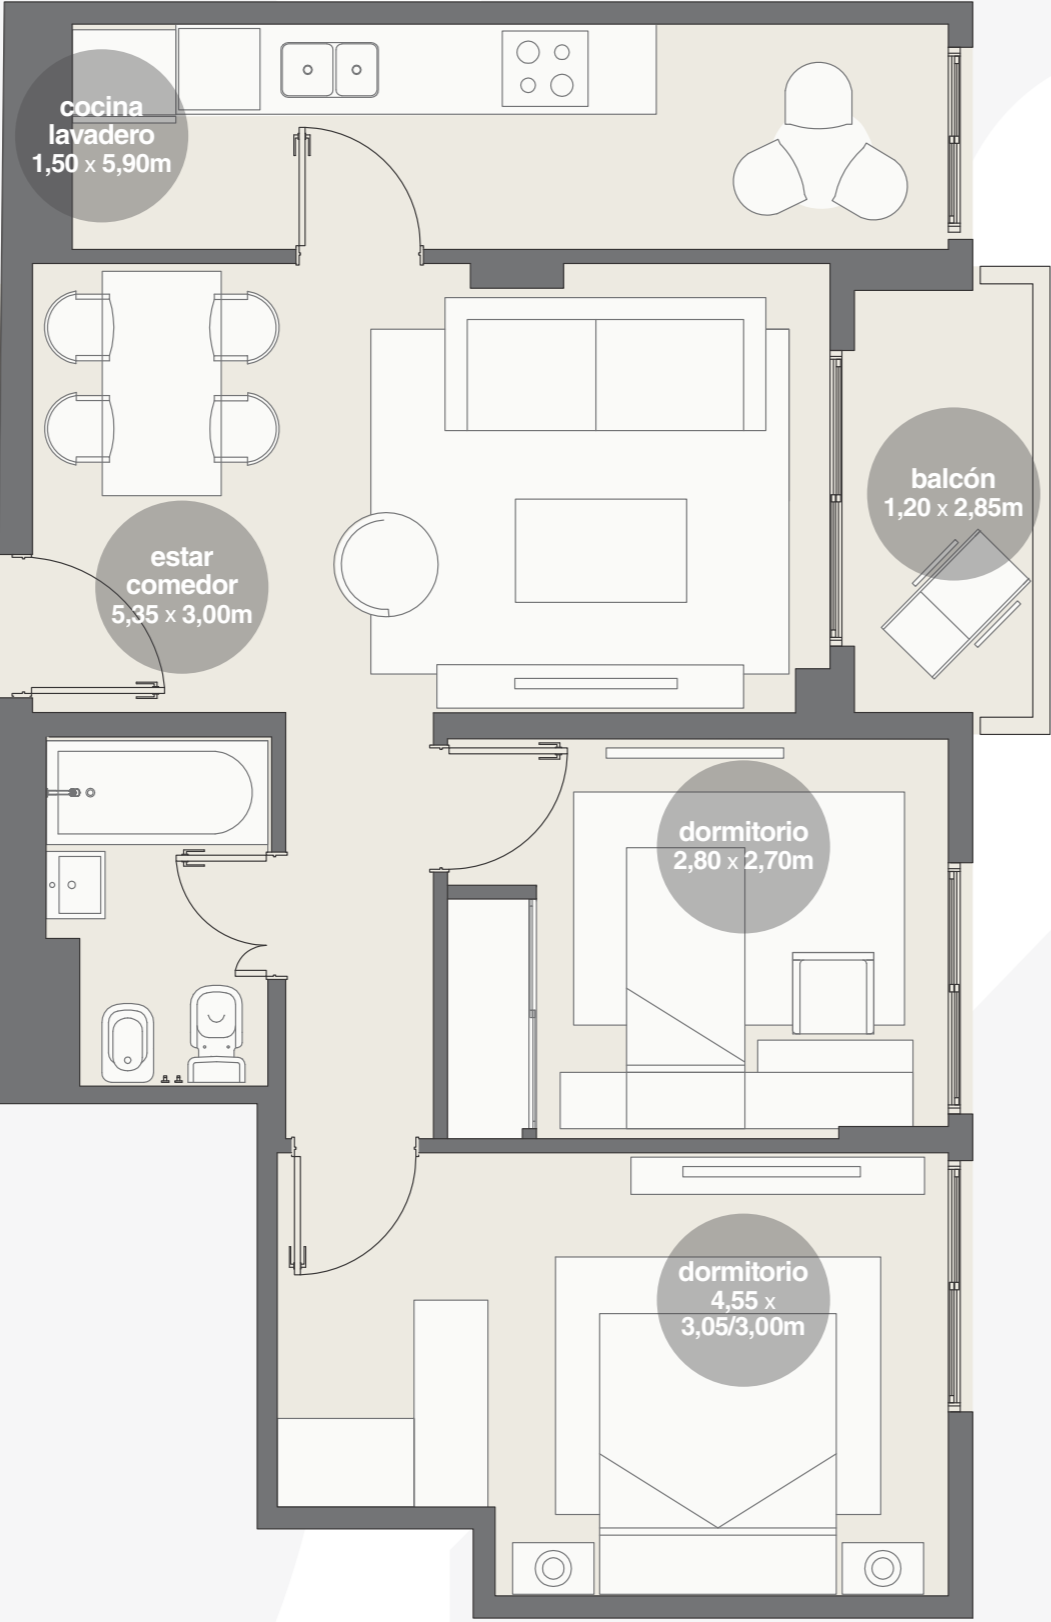 cocina
lavadero
1,50 x 5,90m
estar
comedor
5,35 x 3,00m
balcón
1,20 x 2,85m
dormitorio
2,80 x 2,70m
dormitorio
4,55 x
3,05/3,00m